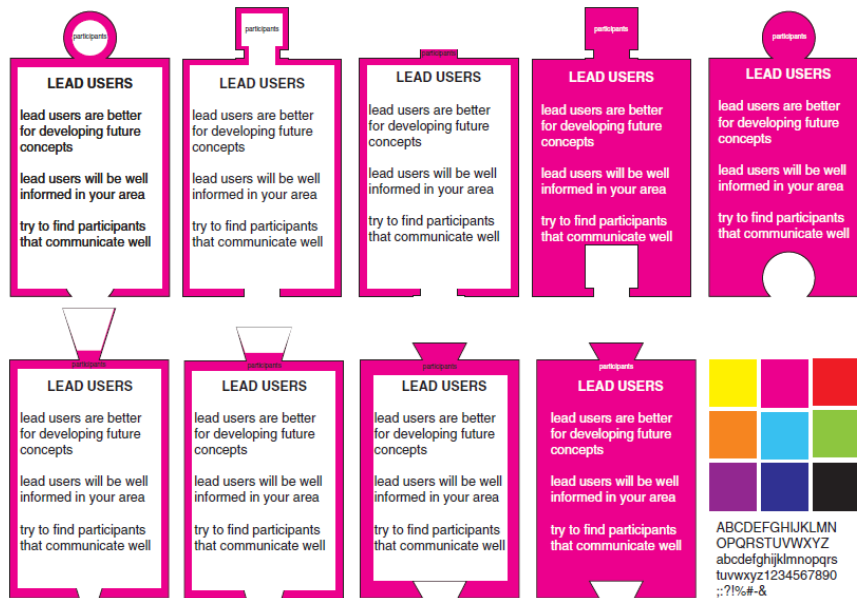 participants
LEAD USERS
lead users are better
for developing future
concepts
lead users will be well
informed in your area
try to find participants
that communicate well
participants
LEAD USERS
lead users are better
for developing future
concepts
lead users will be well
informed in your area
try to find participants
that communicate well
participants
LEAD USERS
lead users are better
for developing future
concepts
lead users will be well
informed in your area
try to find participants
that communicate well
participants
LEAD USERS
lead users are better
for developing future
concepts
lead users will be well
informed in your area
try to find participants
that communicate well
participants
LEAD USERS
lead users are better
for developing future
concepts
lead users will be well
informed in your area
try to find participants
that communicate well
participants
LEAD USERS
lead users are better
for developing future
concepts
lead users will be well
informed in your area
try to find participants
that communicate well
participants
LEAD USERS
lead users are better
for developing future
concepts
lead users will be well
informed in your area
try to find participants
that communicate well
participants
LEAD USERS
lead users are better
for developing future
concepts
lead users will be well
informed in your area
try to find participants
that communicate well
participants
LEAD USERS
lead users are better
for developing future
concepts
lead users will be well
informed in your area
try to find participants
that communicate well
ABCDEFGHIJKLMN
OPQRSTUVWXYZ
abcdefghijklmnopqrs
tuvwxyz1234567890
;:?!%#-&